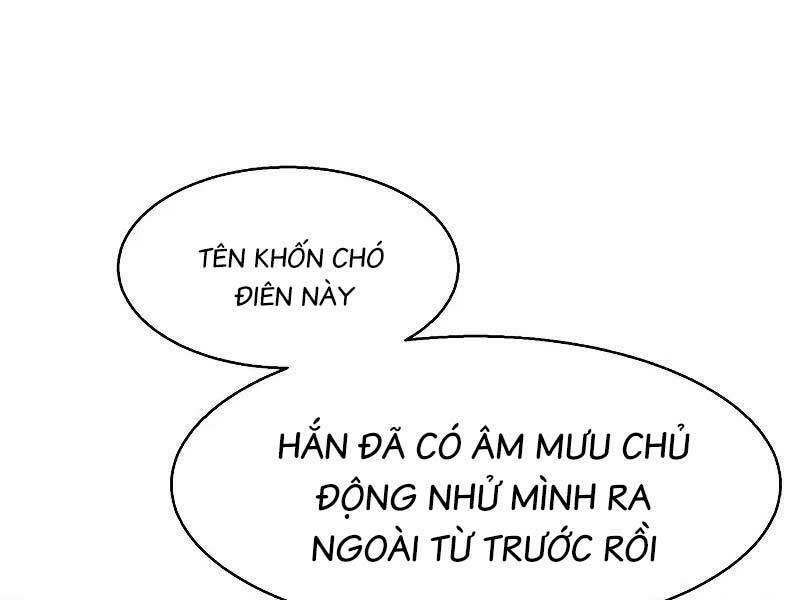 TÊN KHỐN CHÓ
ĐIÊN NÀY
HẮN ĐÃ CÓ ÂM MƯU CHỦ
ĐỘNG NHỬ MÌNH RA
NGOÀI TỪ TRƯỚC RỒI